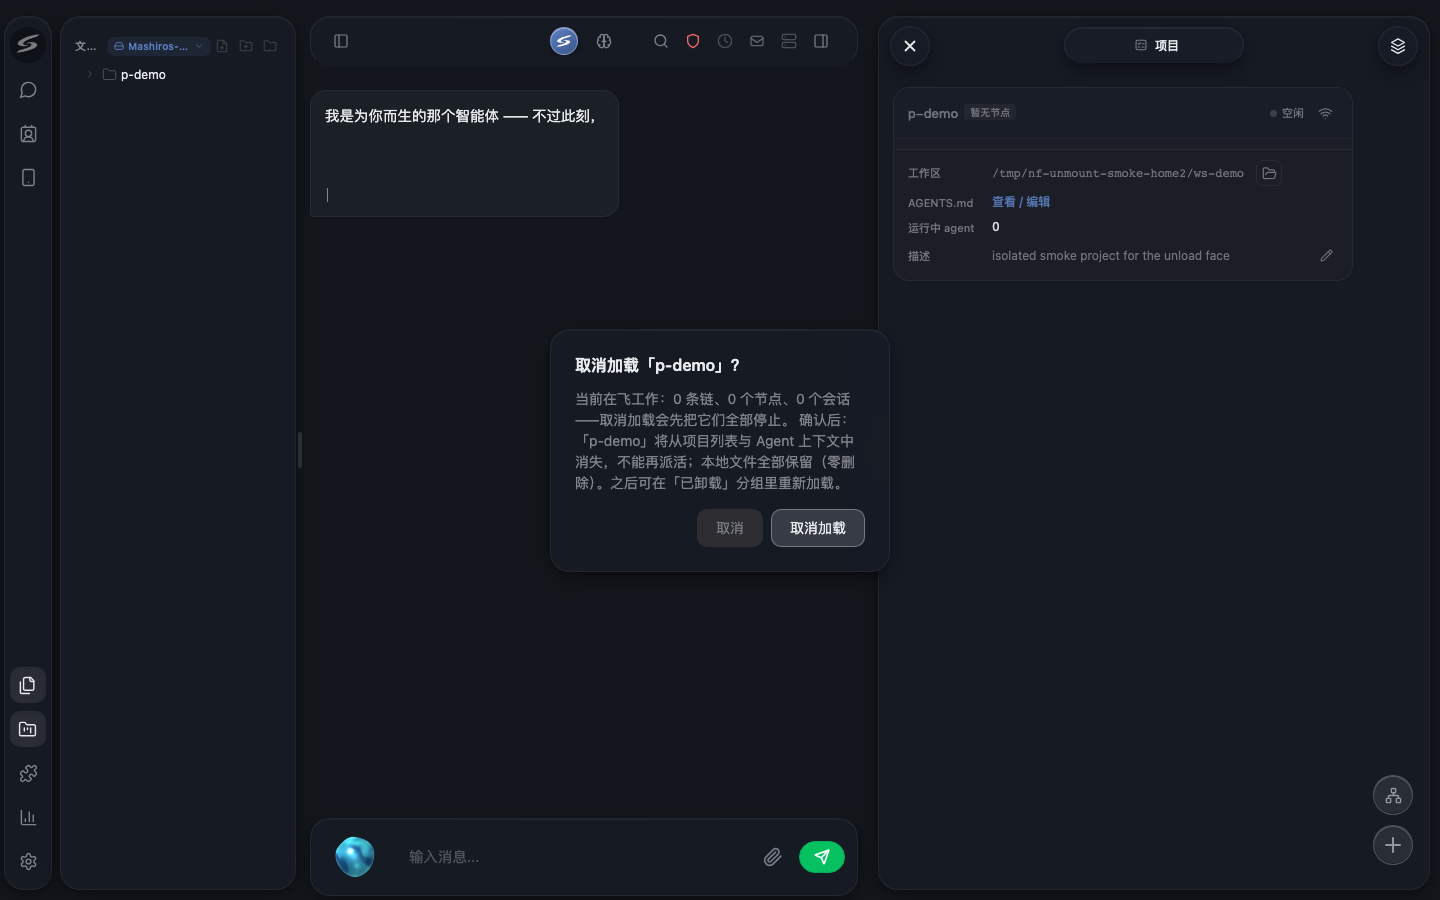 文...
Mashiros-...
p-demo
我是为你而生的那个智能体 —— 不过此刻,
项目
p-demo
暂无节点
空闲
工作区
/tmp/nf-unmount-smoke-home2/ws-demo
AGENTS.md
查看 / 编辑
运行中 agent
0
描述
isolated smoke project for the unload face
取消加载「p-demo」?
当前在飞工作：0 条链、0 个节点、0 个会话
——取消加载会先把它们全部停止。 确认后：
「p-demo」将从项目列表与 Agent 上下文中
消失，不能再派活；本地文件全部保留（零删
除）。之后可在「已卸载」分组里重新加载。
取消
取消加载
输入消息...